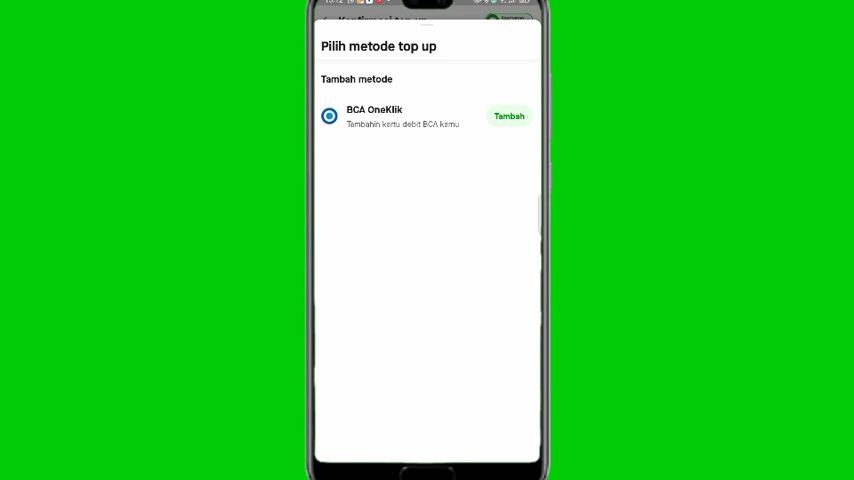 Pilih metode top up
Tambah metode
BCA OneKlik
Tambahin kartu debit BCA kamu
Tambah